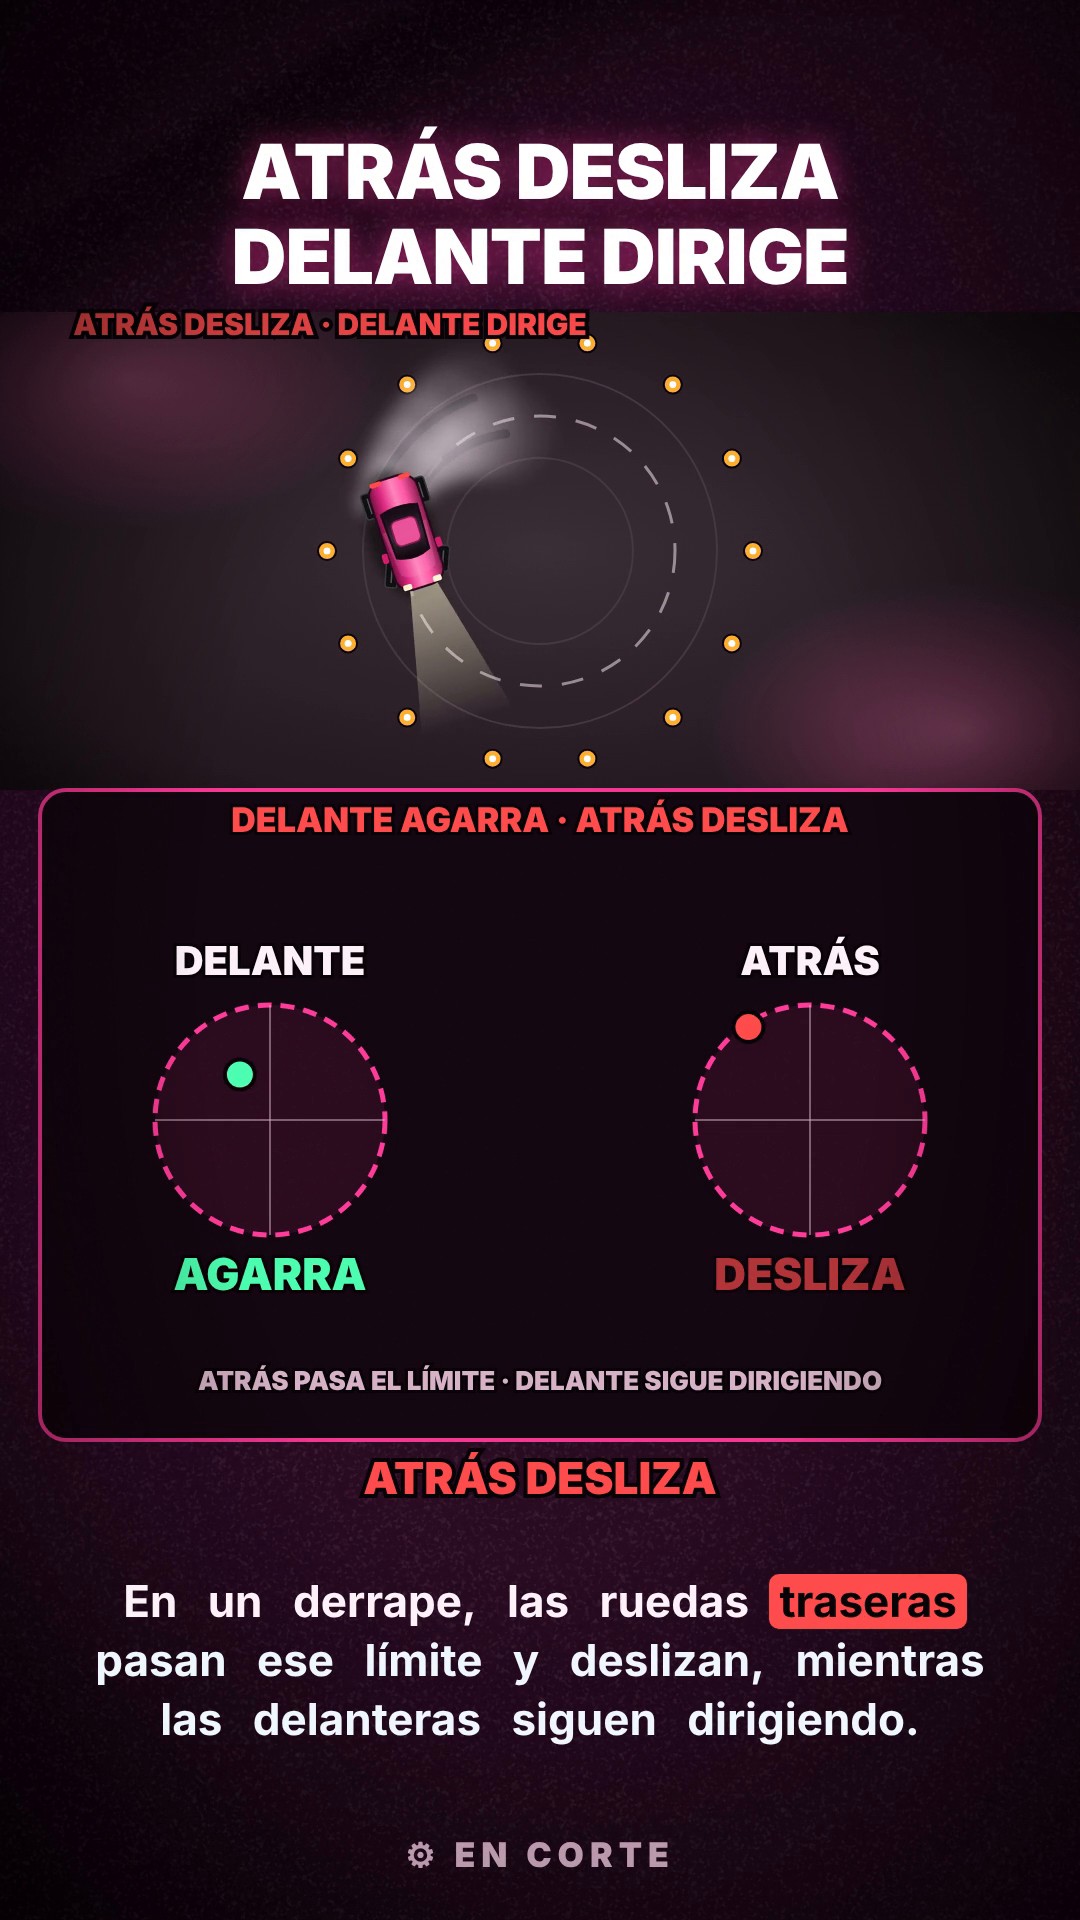 ATRÁS DESLIZA
DELANTE DIRIGE
ATRÁS DESLIZA · DELANTE DIRIGE
DELANTE AGARRA · ATRÁS DESLIZA
DELANTE
ATRÁS
AGARRA
DESLIZA
ATRÁS PASA EL LÍMITE · DELANTE SIGUE DIRIGIENDO
ATRÁS DESLIZA
En un derrape, las ruedas traseras
pasan ese límite y deslizan, mientras
las delanteras siguen dirigiendo.
⚙ EN CORTE